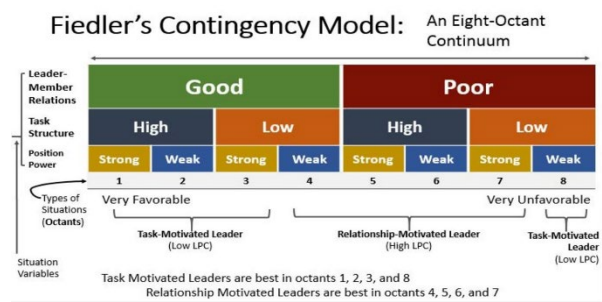 Fiedler's Contingency Model: An Eight-Octant
Continuum
Leader-
Member
Relations
Good Poor
Task
Structure
High Low High Low
Position
Power
Strong Weak Strong Weak Strong Weak Strong Weak
1 2 3 4 5 6 7 8
Types of
Situations
(Octants)
Very Favorable Very Unfavorable
Task-Motivated Leader
(Low LPC)
Relationship-Motivated Leader
(High LPC)
Task-Motivated
Leader
(Low LPC)
Situation
Variables
Task Motivated Leaders are best in octants 1, 2, 3, and 8
Relationship Motivated Leaders are best in octants 4, 5, 6, and 7